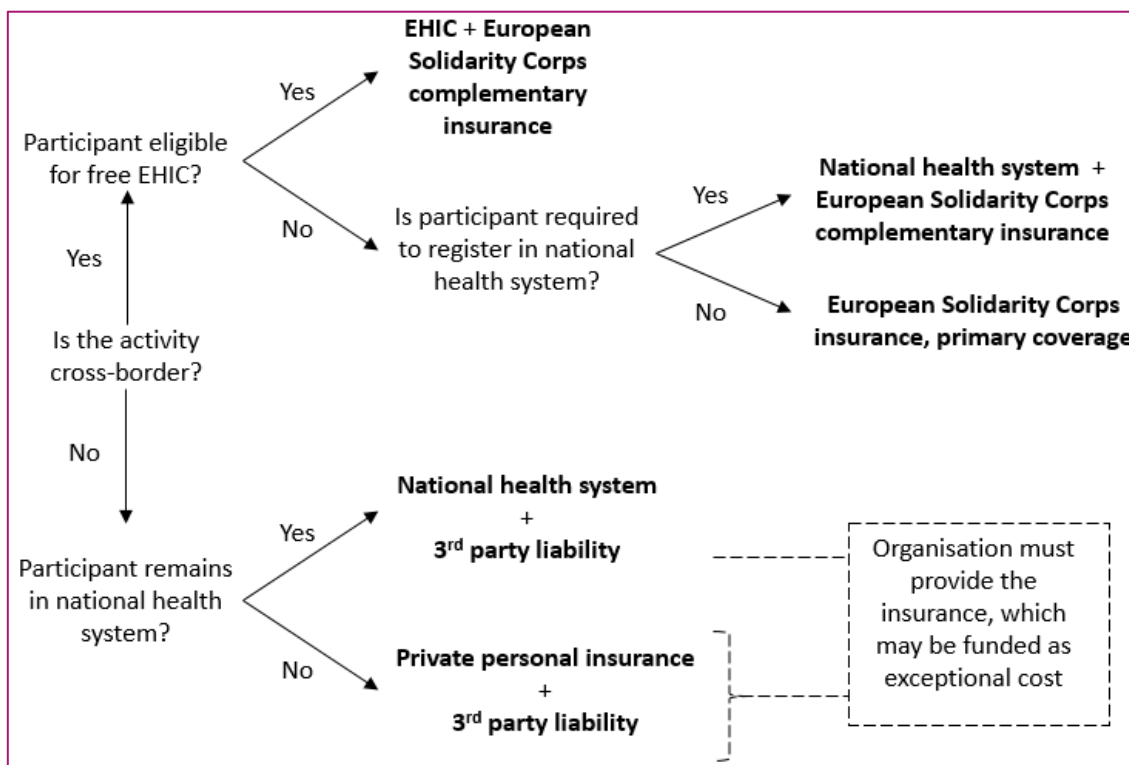 EHIC + European
Solidarity Corps
complementary
insurance
Yes
Participant eligible
for free EHIC?
No
Is participant required
to register in national
health system?
Yes
National health system +
European Solidarity Corps
complementary insurance
No
European Solidarity Corps
insurance, primary coverage
Yes
Is the activity
cross-border?
No
Participant remains
in national health
system?
Yes
National health system
+
3rd party liability
No
Private personal insurance
+
3rd party liability
Organisation must
provide the
insurance, which
may be funded as
exceptional cost